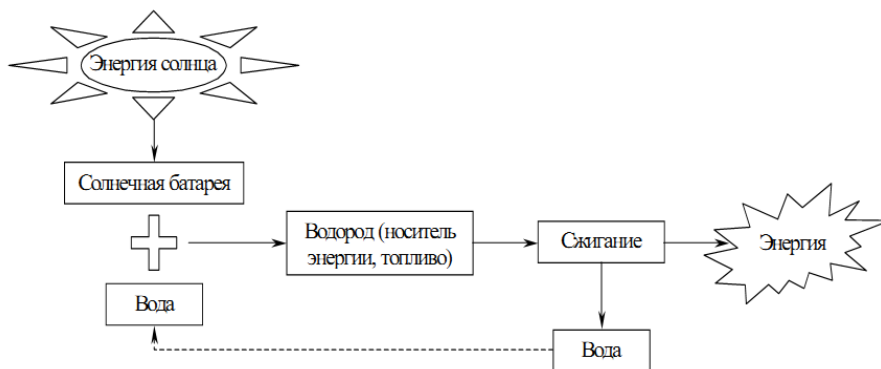 Энергия солнца
Солнечная батарея
Водород (носитель
энергии, топливо)
Сжигание
Энергия
Вода
Вода